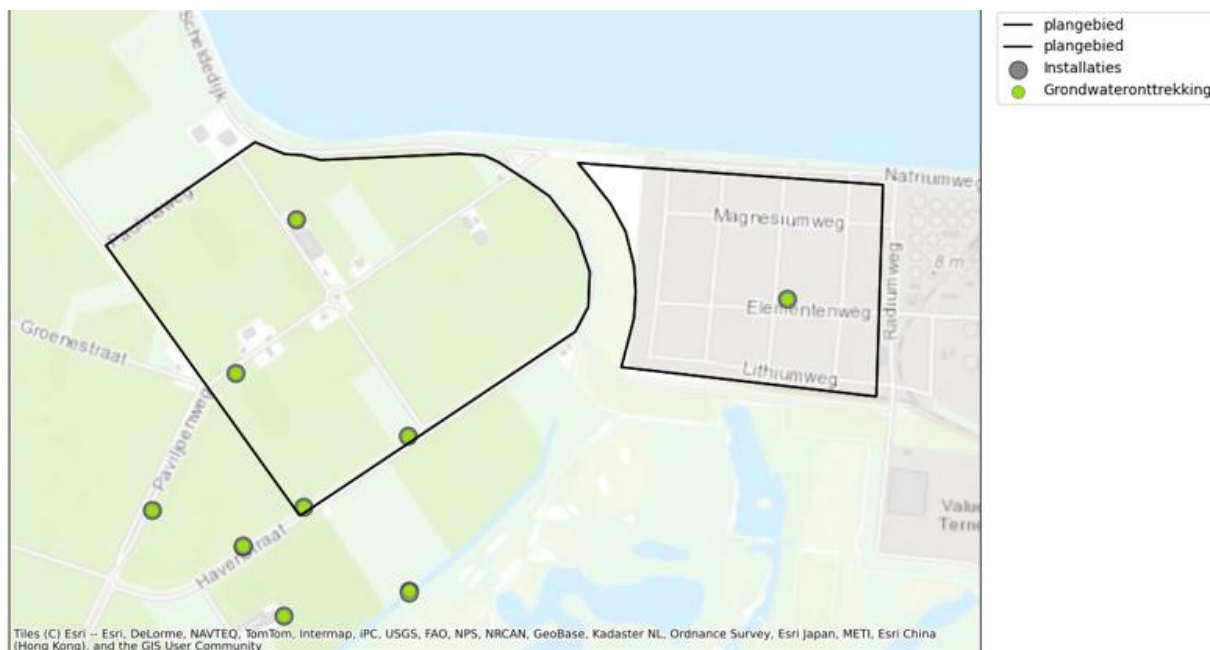 plangebied
plangebied
Installaties
Grondwateronttrekking
Scheldedijk
Natriumweg
Magnesiumweg
8 m
Radiumweg
Elementenweg
Groenestraat
Lithiumweg
Paviljoenweg
Havenstraat
Tiles (C) Esri -- Esri, DeLorme, NAVTEQ, TomTom, Intermap, iPC, USGS, FAO, NPS, NRCAN, GeoBase, Kadaster NL, Ordnance Survey, Esri Japan, METI, Esri China
(Hong Kong), and the GIS User Community